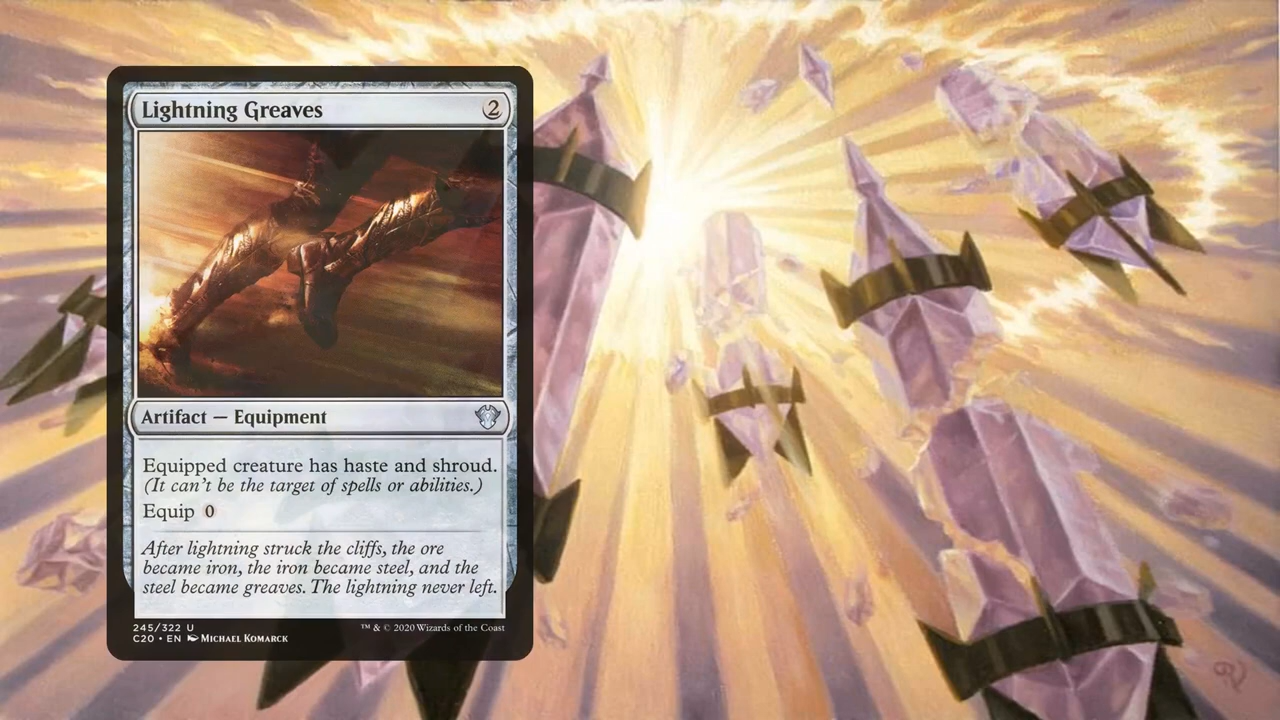 Lightning Greaves 2
Artifact — Equipment
Equipped creature has haste and shroud.
(It can't be the target of spells or abilities.)
Equip 0
After lightning struck the cliffs, the ore
became iron, the iron became steel, and the
steel became greaves. The lightning never left.
245/322 U
C20 • EN Michael Komarck
™ & © 2020 Wizards of the Coast